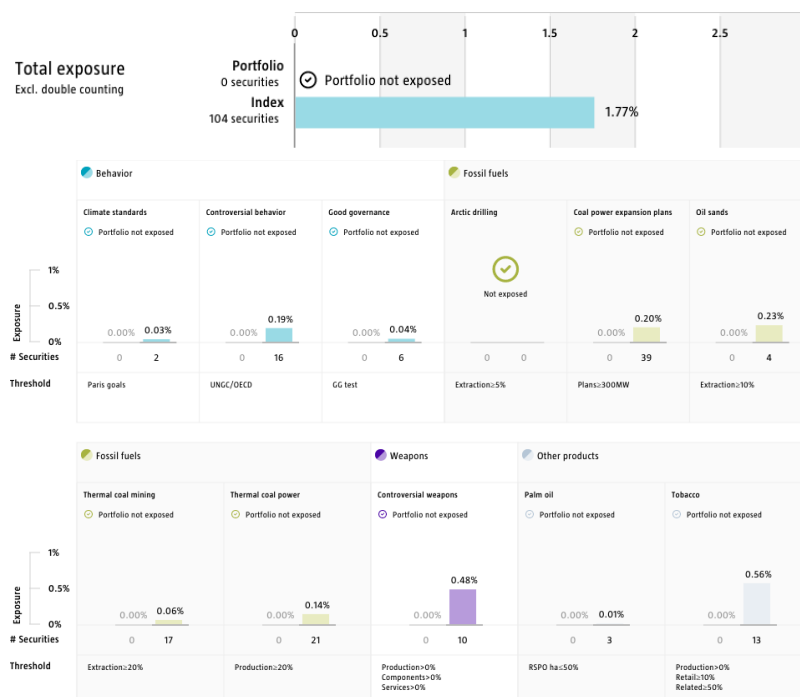 0 0.5 1 1.5 2 2.5
Total exposure
Excl. double counting
Portfolio
0 securities
Portfolio not exposed
Index
104 securities
1.77%
Behavior Fossil fuels
Climate standards Controversial behavior Good governance Arctic drilling Coal power expansion plans Oil sands
Portfolio not exposed Portfolio not exposed Portfolio not exposed Portfolio not exposed Portfolio not exposed
Not exposed
Exposure
1%
0.5%
0%
0.00% 0.03% 0.00% 0.19% 0.00% 0.04% 0.00% 0.20% 0.00% 0.23%
# Securities 0 2 0 16 0 6 0 0 0 39 0 4
Threshold Paris goals UNGC/OECD GG test Extraction≥5% Plans≥300MW Extraction≥10%
Fossil fuels Weapons Other products
Thermal coal mining Thermal coal power Controversial weapons Palm oil Tobacco
Portfolio not exposed Portfolio not exposed Portfolio not exposed Portfolio not exposed Portfolio not exposed
Exposure
1%
0.5%
0%
0.00% 0.06% 0.00% 0.14% 0.00% 0.48% 0.00% 0.01% 0.00% 0.56%
# Securities 0 17 0 21 0 10 0 3 0 13
Threshold Extraction≥20% Production≥20% Production>0% RSPO ha≤50% Production>0%
Components>0% Retail≥10%
Services>0% Related≥50%